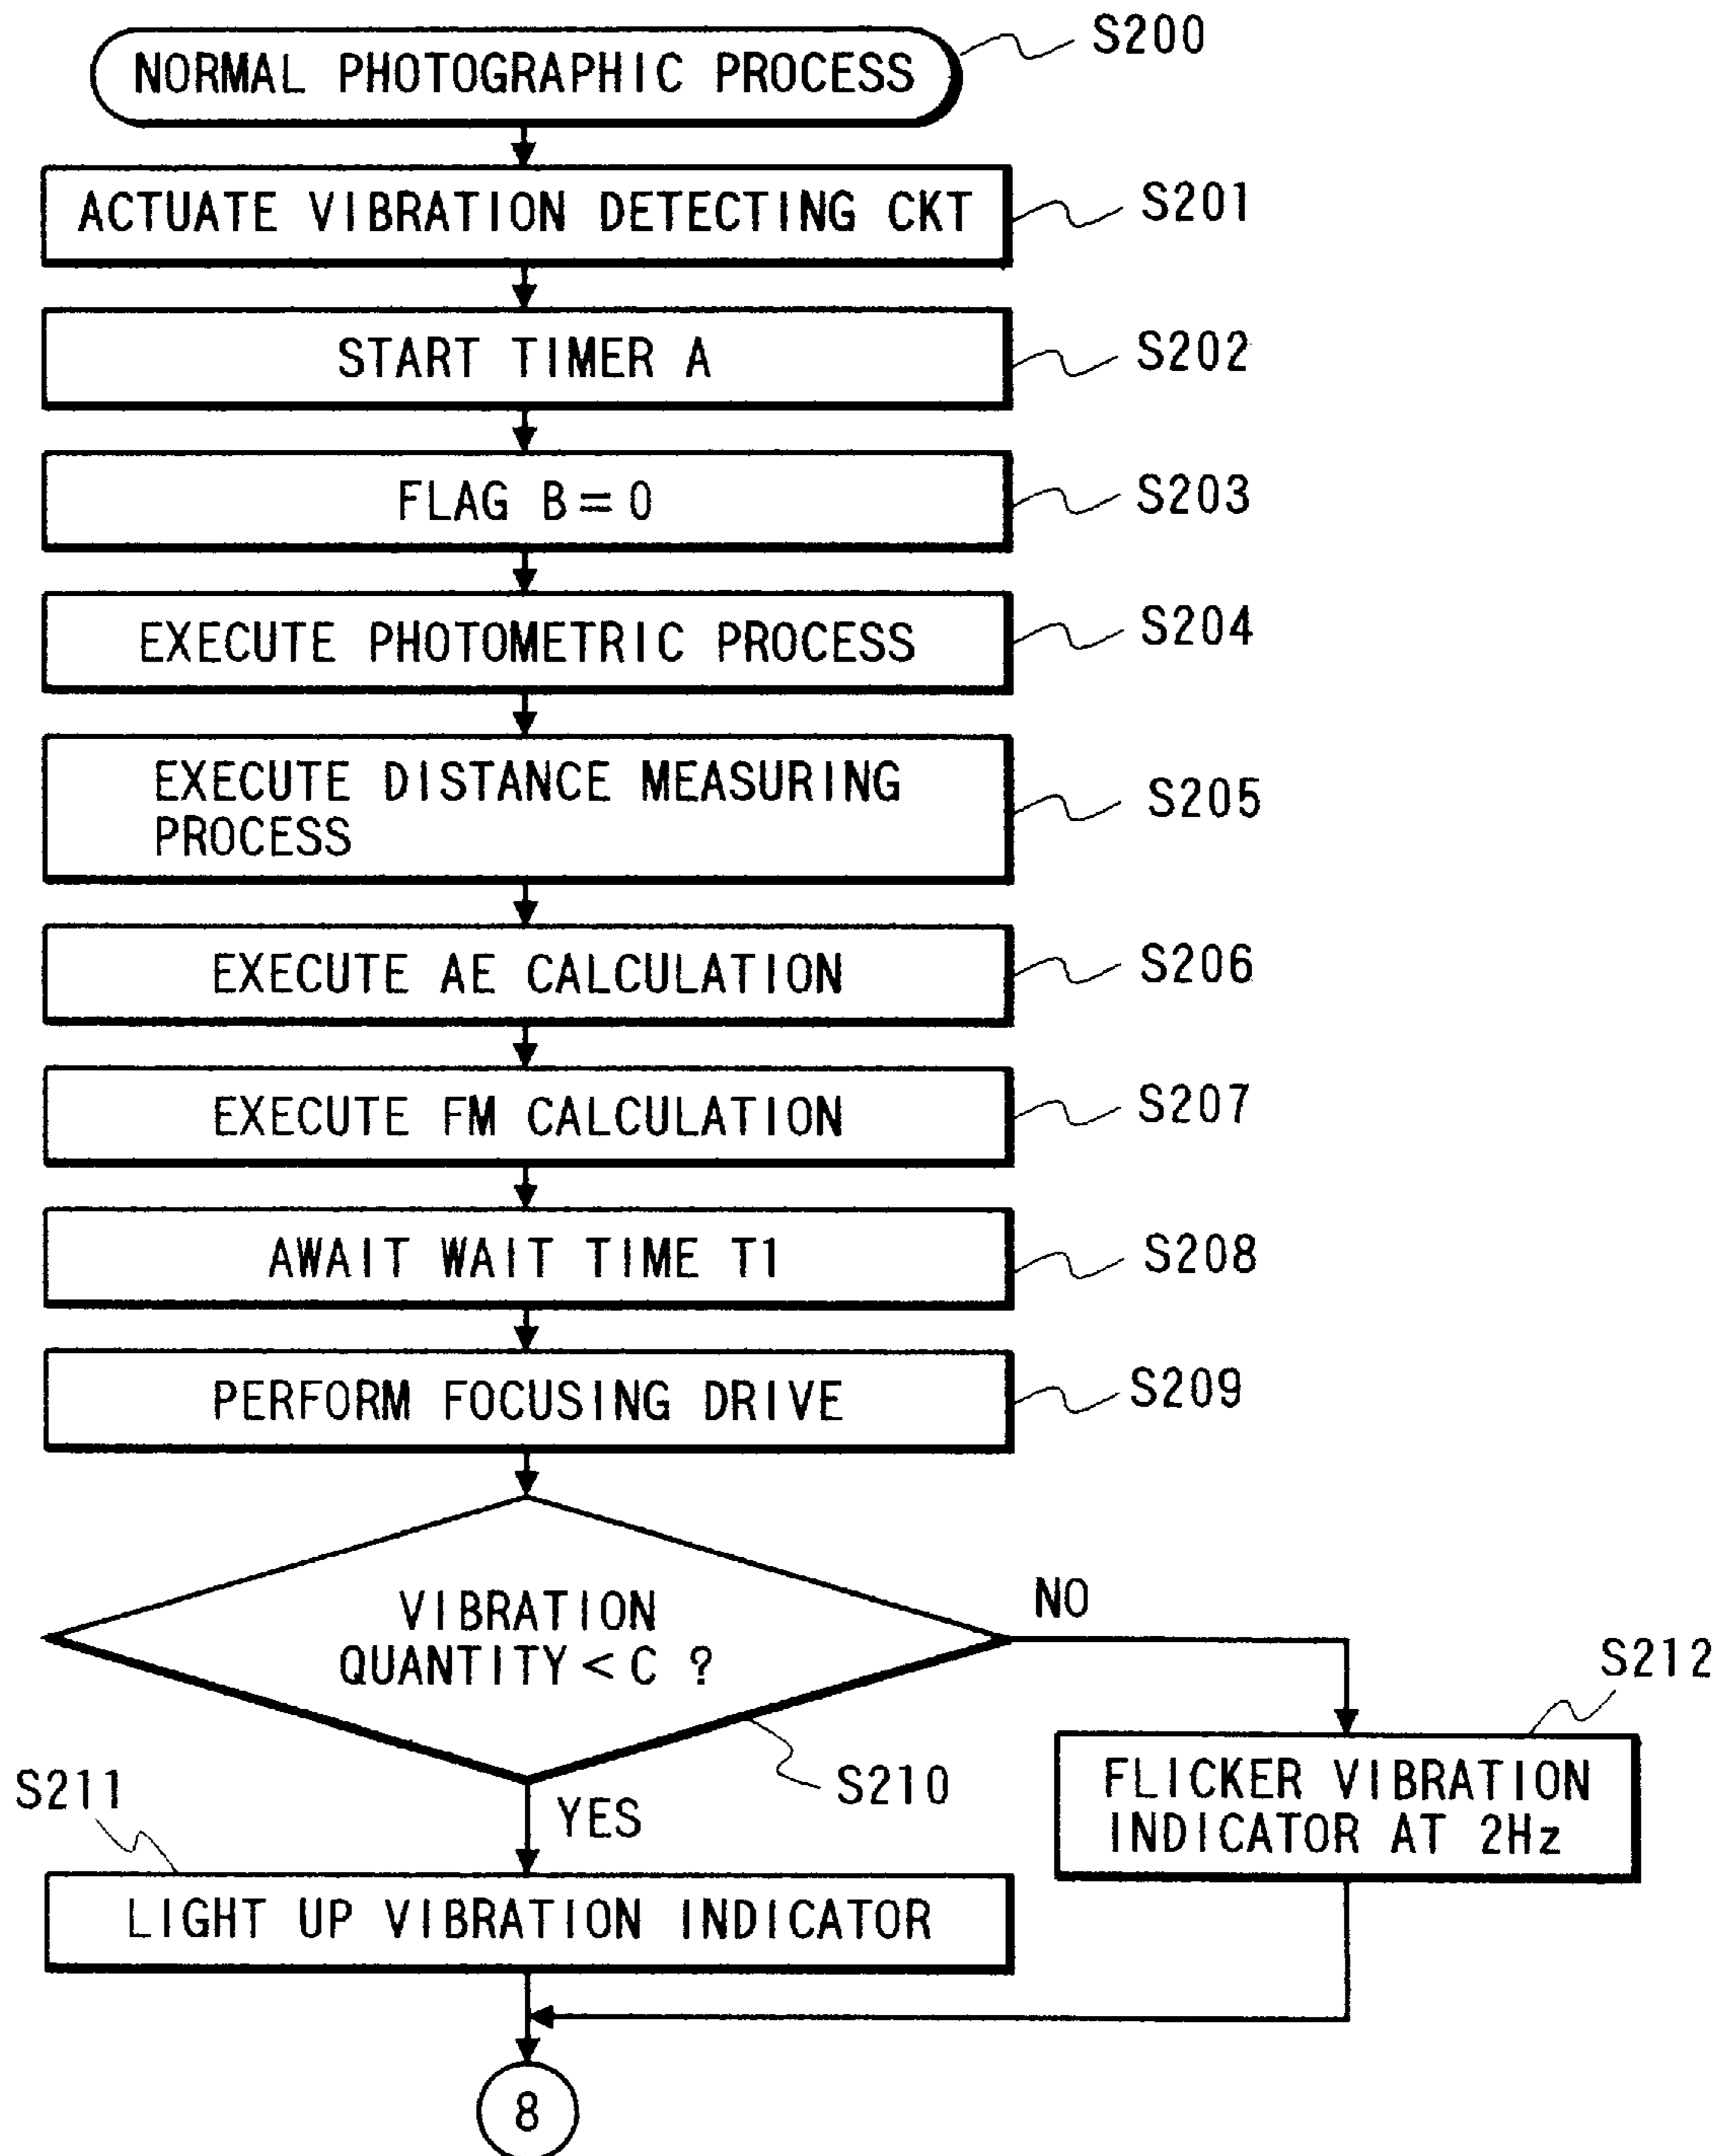 NORMAL PHOTOGRAPHIC PROCESS
S200
ACTUATE VIBRATION DETECTING CKT
S201
START TIMER A
S202
FLAG B = 0
S203
EXECUTE PHOTOMETRIC PROCESS
S204
EXECUTE DISTANCE MEASURING
PROCESS
S205
EXECUTE AE CALCULATION
S206
EXECUTE FM CALCULATION
S207
AWAIT WAIT TIME T1
S208
PERFORM FOCUSING DRIVE
S209
VIBRATION
QUANTITY < C ?
S210
NO
S212
FLICKER VIBRATION
INDICATOR AT 2Hz
YES
S211
LIGHT UP VIBRATION INDICATOR
8